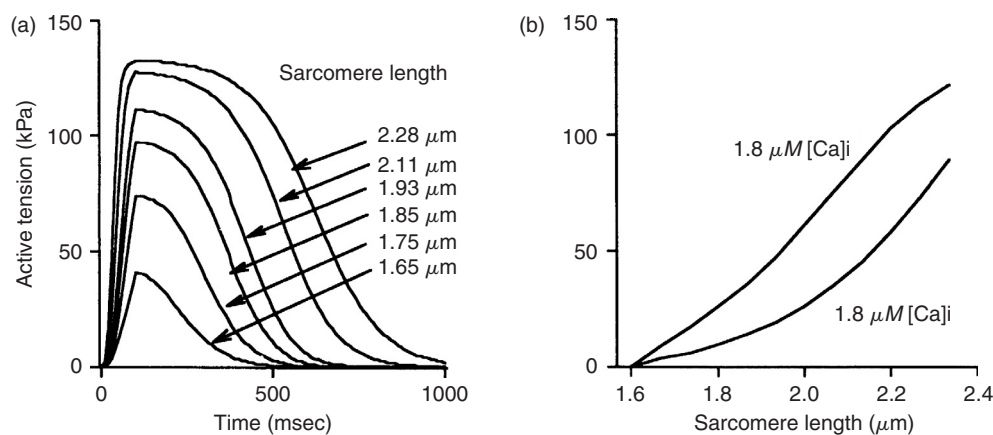 (a)
150
100
50
0
Active tension (kPa)
Sarcomere length
2.28 μm
2.11 μm
1.93 μm
1.85 μm
1.75 μm
1.65 μm
0 500 1000
Time (msec)
(b)
150
100
50
0
1.8 μM [Ca]i
1.8 μM [Ca]i
1.6 1.8 2.0 2.2 2.4
Sarcomere length (μm)